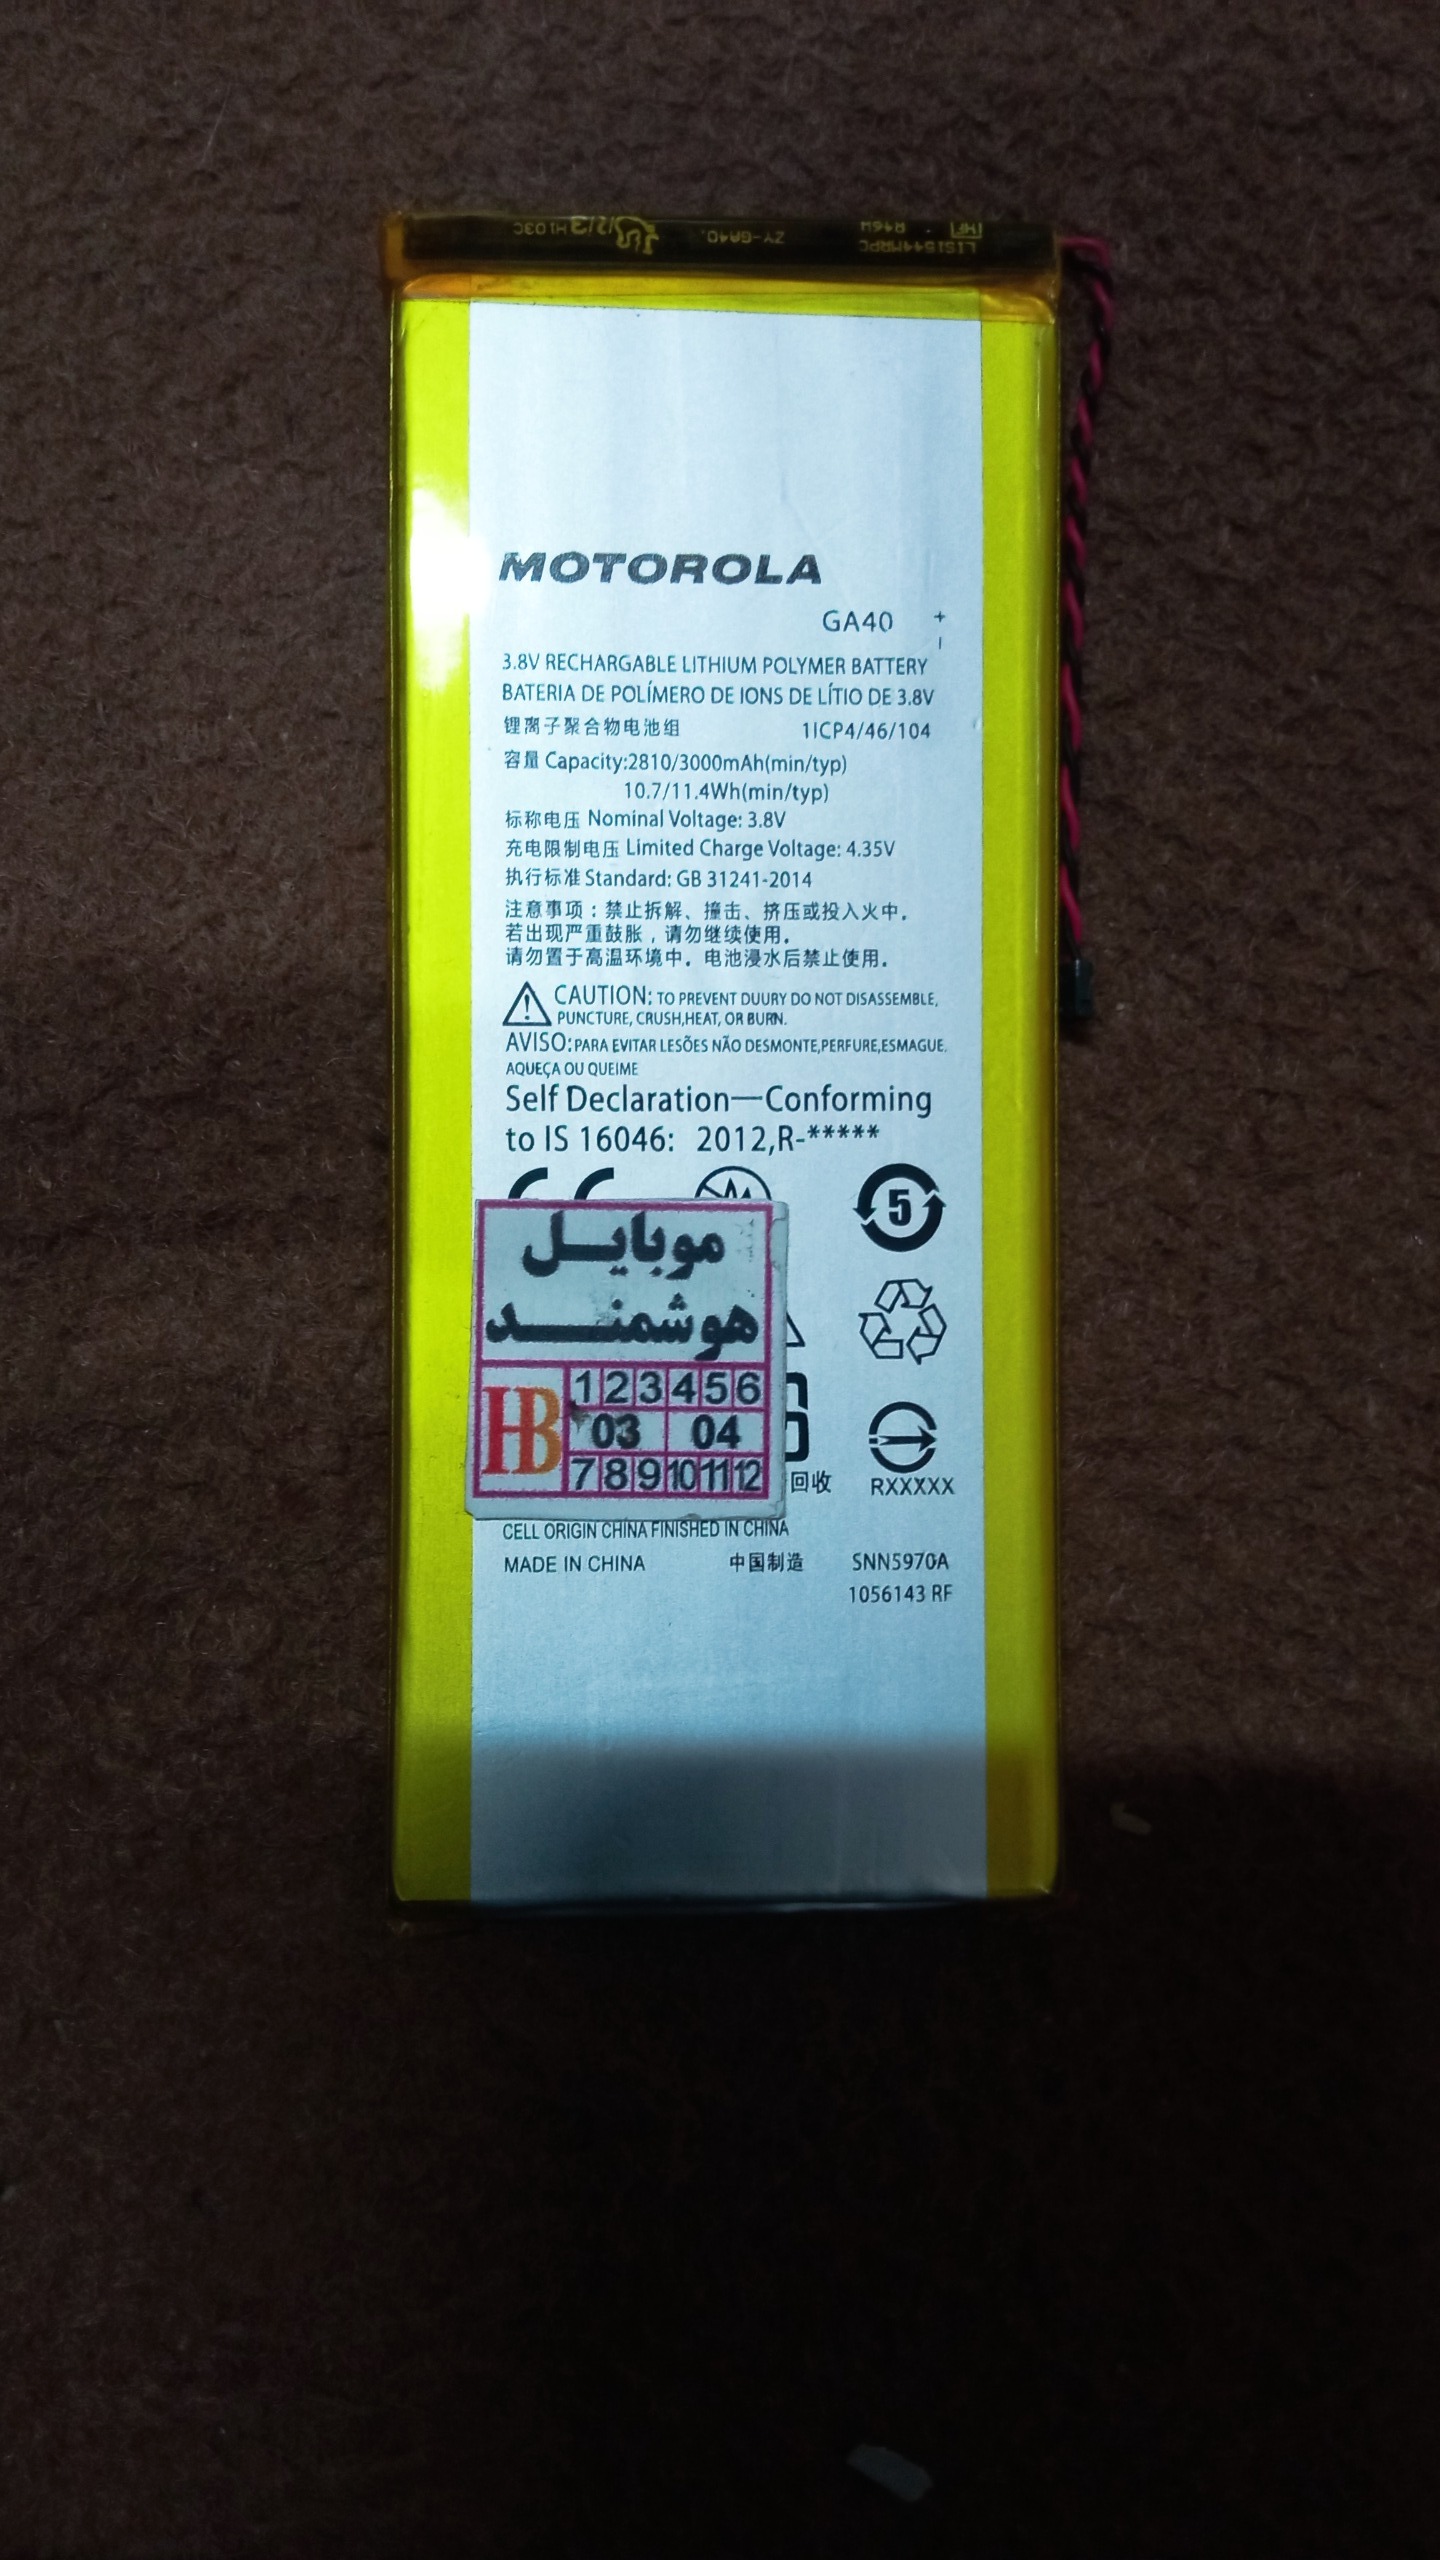 ZY-GA40.
MOTOROLA
GA40 +
-
3.8V RECHARGABLE LITHIUM POLYMER BATTERY
BATERIA DE POLÍMERO DE IONS DE LÍTIO DE 3.8V
锂离子聚合物电池组 1ICP4/46/104
容量 Capacity:2810/3000mAh(min/typ)
10.7/11.4Wh(min/typ)
标称电压 Nominal Voltage: 3.8V
充电限制电压 Limited Charge Voltage: 4.35V
执行标准 Standard: GB 31241-2014
注意事项：禁止拆解、撞击、挤压或投入火中.
若出现严重鼓胀，请勿继续使用.
请勿置于高温环境中. 电池浸水后禁止使用.
CAUTION: TO PREVENT DUURY DO NOT DISASSEMBLE,
PUNCTURE, CRUSH,HEAT, OR BURN.
AVISO:PARA EVITAR LESÕES NÃO DESMONTE,PERFURE,ESMAGUE.
AQUEÇA OU QUEIME
Self Declaration—Conforming
to IS 16046: 2012,R-*****
5
موبایل
هوشمند
HB
1 2 3 4 5 6
03 04
7 8 9 10 11 12
回收 RXXXXX
CELL ORIGIN CHINA FINISHED IN CHINA
MADE IN CHINA 中国制造 SNN5970A
1056143 RF